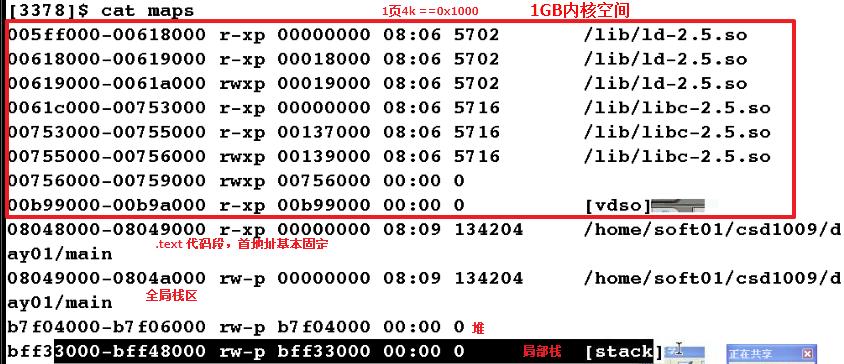 [3378]$ cat maps 1页4k ==0x1000 1GB内核空间
005ff000-00618000 r-xp 00000000 08:06 5702 /lib/ld-2.5.so
00618000-00619000 r-xp 00018000 08:06 5702 /lib/ld-2.5.so
00619000-0061a000 rwxp 00019000 08:06 5702 /lib/ld-2.5.so
0061c000-00753000 r-xp 00000000 08:06 5716 /lib/libc-2.5.so
00753000-00755000 r-xp 00137000 08:06 5716 /lib/libc-2.5.so
00755000-00756000 rwxp 00139000 08:06 5716 /lib/libc-2.5.so
00756000-00759000 rwxp 00756000 00:00 0
00b99000-00b9a000 r-xp 00b99000 00:00 0 [vdso]
08048000-08049000 r-xp 00000000 08:09 134204 /home/soft01/csd1009/d
ay01/main .text 代码段，首地址基本固定
08049000-0804a000 rw-p 00000000 08:09 134204 /home/soft01/csd1009/d
ay01/main 全局栈区
b7f04000-b7f06000 rw-p b7f04000 00:00 0 堆
bff33000-bff48000 rw-p bff33000 00:00 0 局部栈 [stack]
正在共享